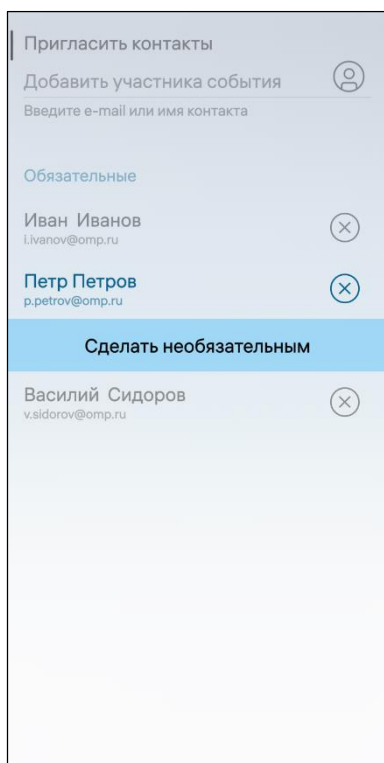 Пригласить контакты
Добавить участника события
Введите e-mail или имя контакта
Обязательные
Иван Иванов
i.ivanov@omp.ru
Петр Петров
p.petrov@omp.ru
Сделать необязательным
Василий Сидоров
v.sidorov@omp.ru